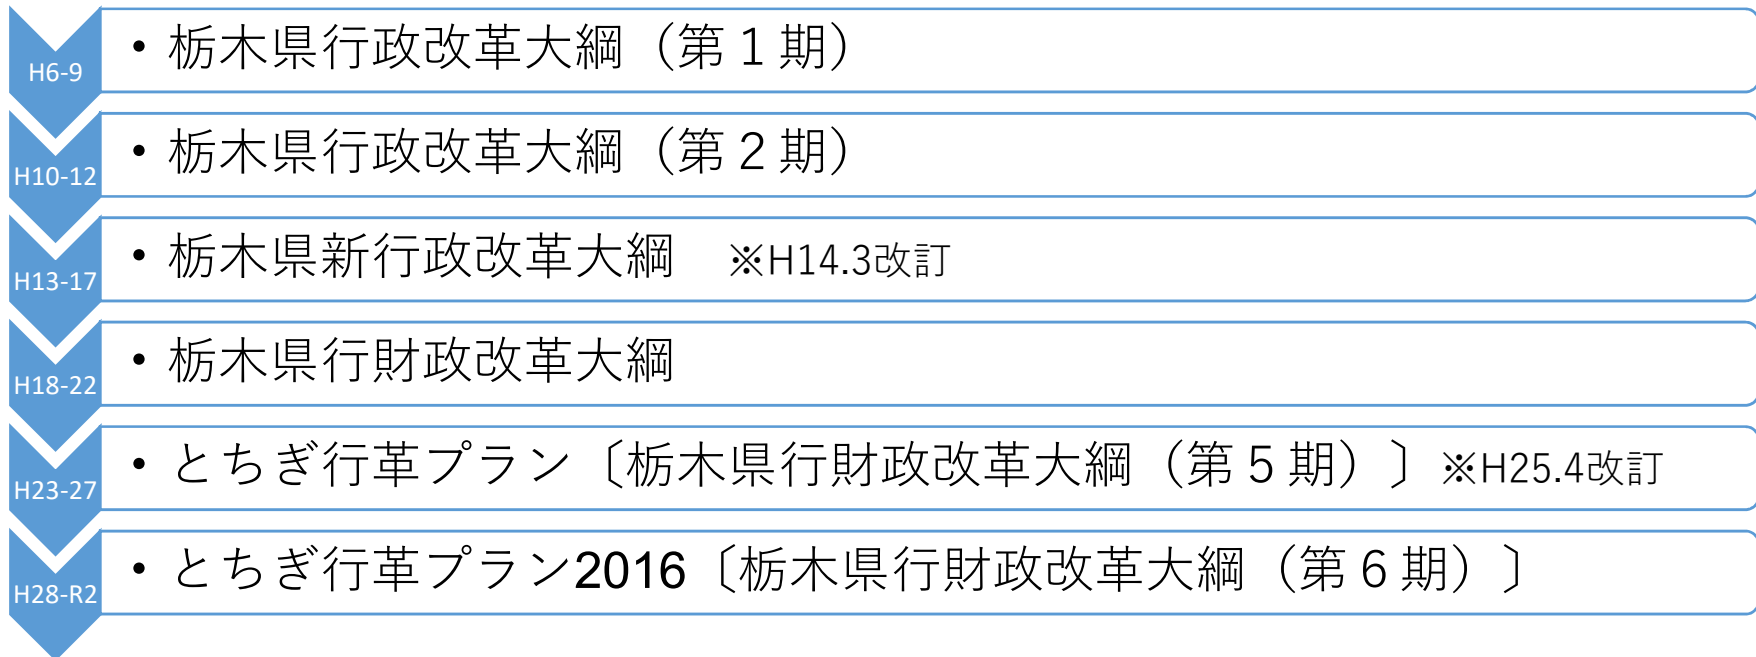 H6-9
・栃木県行政改革大綱（第１期）
H10-12
・栃木県行政改革大綱（第２期）
H13-17
・栃木県新行政改革大綱　※H14.3改訂
H18-22
・栃木県行財政改革大綱
H23-27
・とちぎ行革プラン〔栃木県行財政改革大綱（第５期）〕※H25.4改訂
H28-R2
・とちぎ行革プラン2016〔栃木県行財政改革大綱（第６期）〕